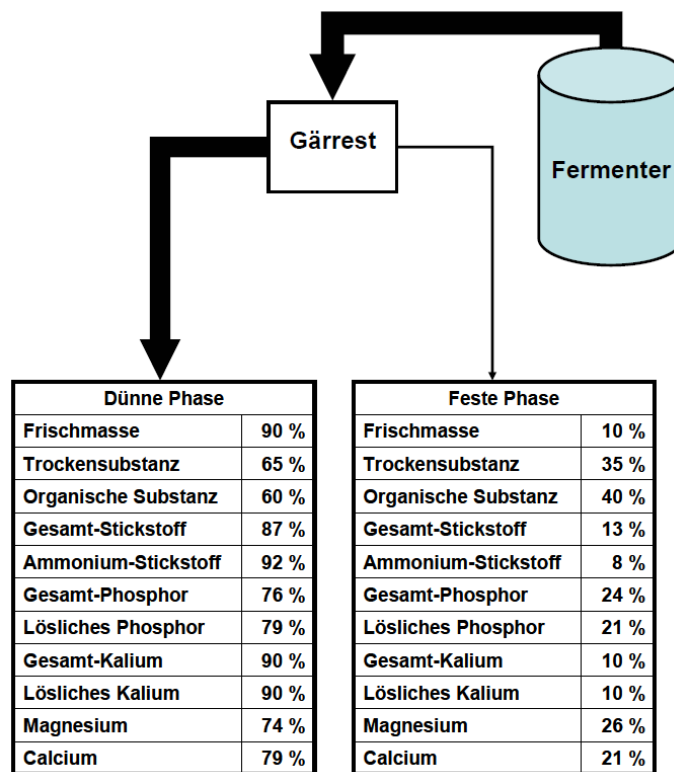 Gärrest
Fermenter
Dünne Phase
Frischmasse 90 %
Trockensubstanz 65 %
Organische Substanz 60 %
Gesamt-Stickstoff 87 %
Ammonium-Stickstoff 92 %
Gesamt-Phosphor 76 %
Lösliches Phosphor 79 %
Gesamt-Kalium 90 %
Lösliches Kalium 90 %
Magnesium 74 %
Calcium 79 %
Feste Phase
Frischmasse 10 %
Trockensubstanz 35 %
Organische Substanz 40 %
Gesamt-Stickstoff 13 %
Ammonium-Stickstoff 8 %
Gesamt-Phosphor 24 %
Lösliches Phosphor 21 %
Gesamt-Kalium 10 %
Lösliches Kalium 10 %
Magnesium 26 %
Calcium 21 %